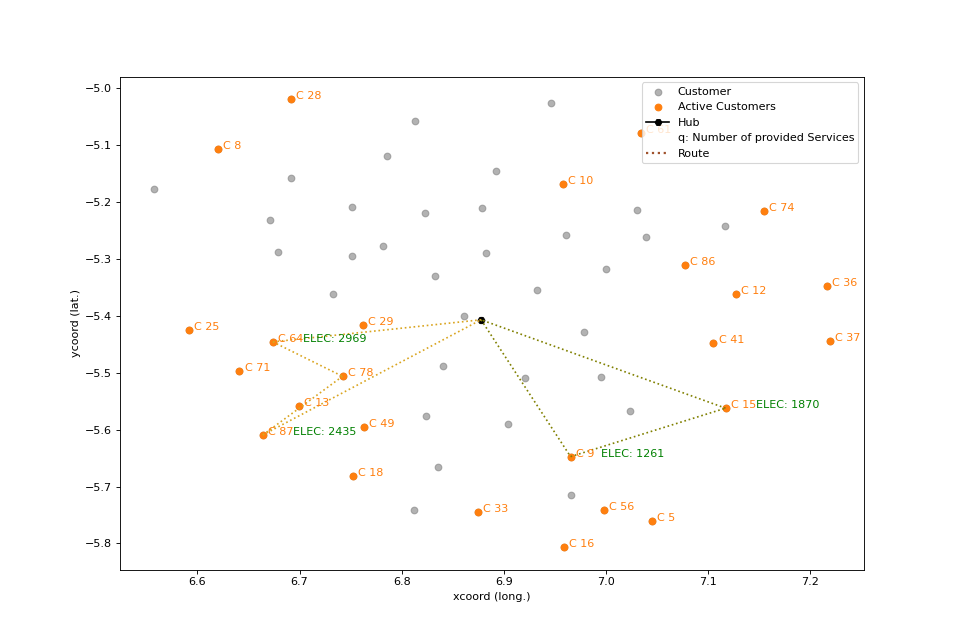 −5.0
−5.1
−5.2
−5.3
−5.4
−5.5
−5.6
−5.7
−5.8
ycoord (lat.)
6.6 6.7 6.8 6.9 7.0 7.1 7.2
xcoord (long.)
Customer
Active Customers
Hub
q: Number of provided Services
Route
C 28
C 8
C 10
C 74
C 86
C 36
C 12
C 25
C 29
C 64 ELEC: 2969
C 41
C 37
C 71
C 78
C 13
C 15 ELEC: 1870
C 87 ELEC: 2435
C 49
C 9 ELEC: 1261
C 18
C 33
C 56
C 5
C 16